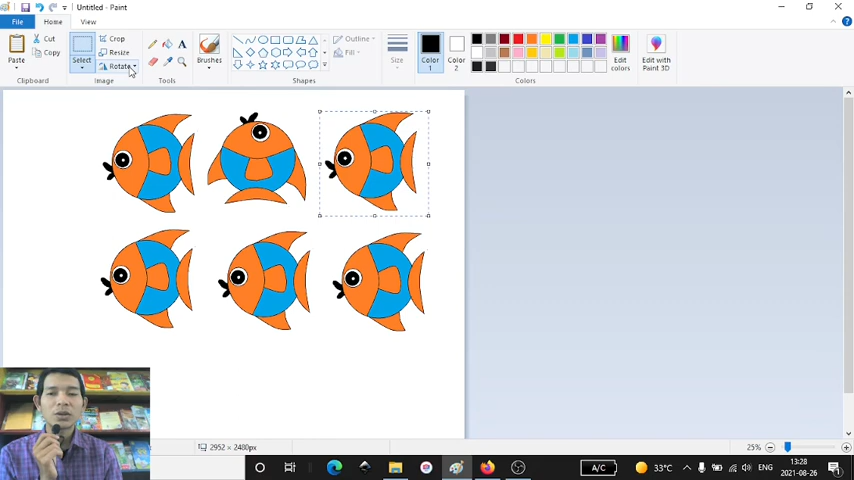 Untitled - Paint
File
Home
View
Paste
Cut
Copy
Clipboard
Select
Crop
Resize
Rotate
Image
A
Tools
Brushes
Outline
Fill
Shapes
Size
Color 1
Color 2
Edit colors
Edit with Paint 3D
Colors
2952 × 2480px
25%
A/C
33°C
ENG
13:28
2021-08-26